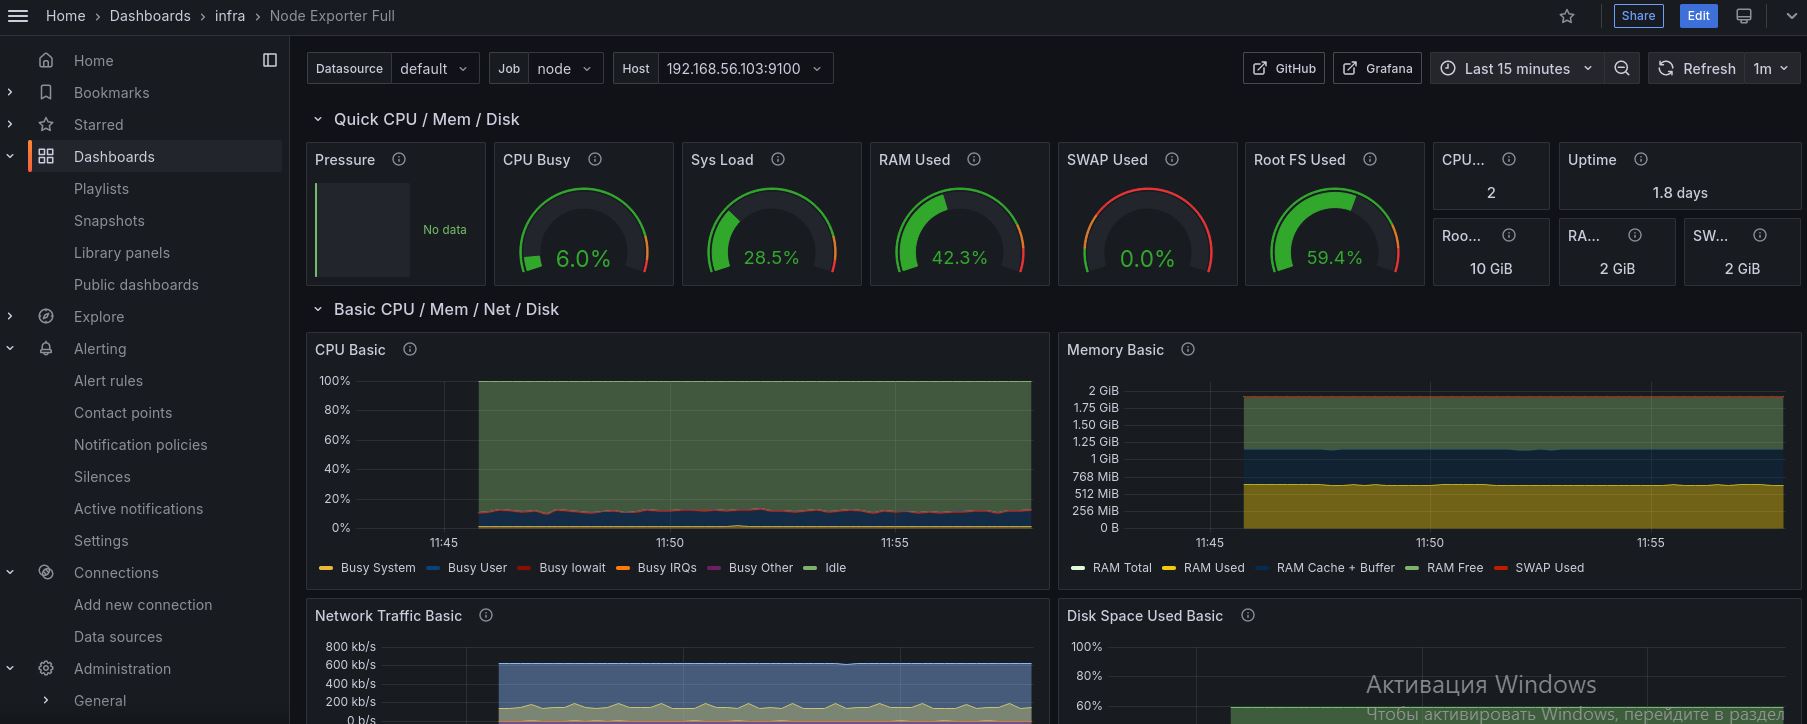 Home › Dashboards › infra › Node Exporter Full
Share
Edit
Home
Bookmarks
Starred
Dashboards
Playlists
Snapshots
Library panels
Public dashboards
Explore
Alerting
Alert rules
Contact points
Notification policies
Silences
Active notifications
Settings
Connections
Add new connection
Data sources
Administration
General
Datasource default
Job node
Host 192.168.56.103:9100
GitHub
Grafana
Last 15 minutes
Refresh 1m
Quick CPU / Mem / Disk
Pressure
No data
CPU Busy
6.0%
Sys Load
28.5%
RAM Used
42.3%
SWAP Used
0.0%
Root FS Used
59.4%
CPU...
2
Uptime
1.8 days
Roo...
10 GiB
RA...
2 GiB
SW...
2 GiB
Basic CPU / Mem / Net / Disk
CPU Basic
100%
80%
60%
40%
20%
0%
11:45 11:50 11:55
Busy System Busy User Busy Iowait Busy IRQs Busy Other Idle
Memory Basic
2 GiB
1.75 GiB
1.50 GiB
1.25 GiB
1 GiB
768 MiB
512 MiB
256 MiB
0 B
11:45 11:50 11:55
RAM Total RAM Used RAM Cache + Buffer RAM Free SWAP Used
Network Traffic Basic
800 kb/s
600 kb/s
400 kb/s
200 kb/s
0 b/s
Disk Space Used Basic
100%
80%
60%
Активация Windows
Чтобы активировать Windows, перейдите в раздел